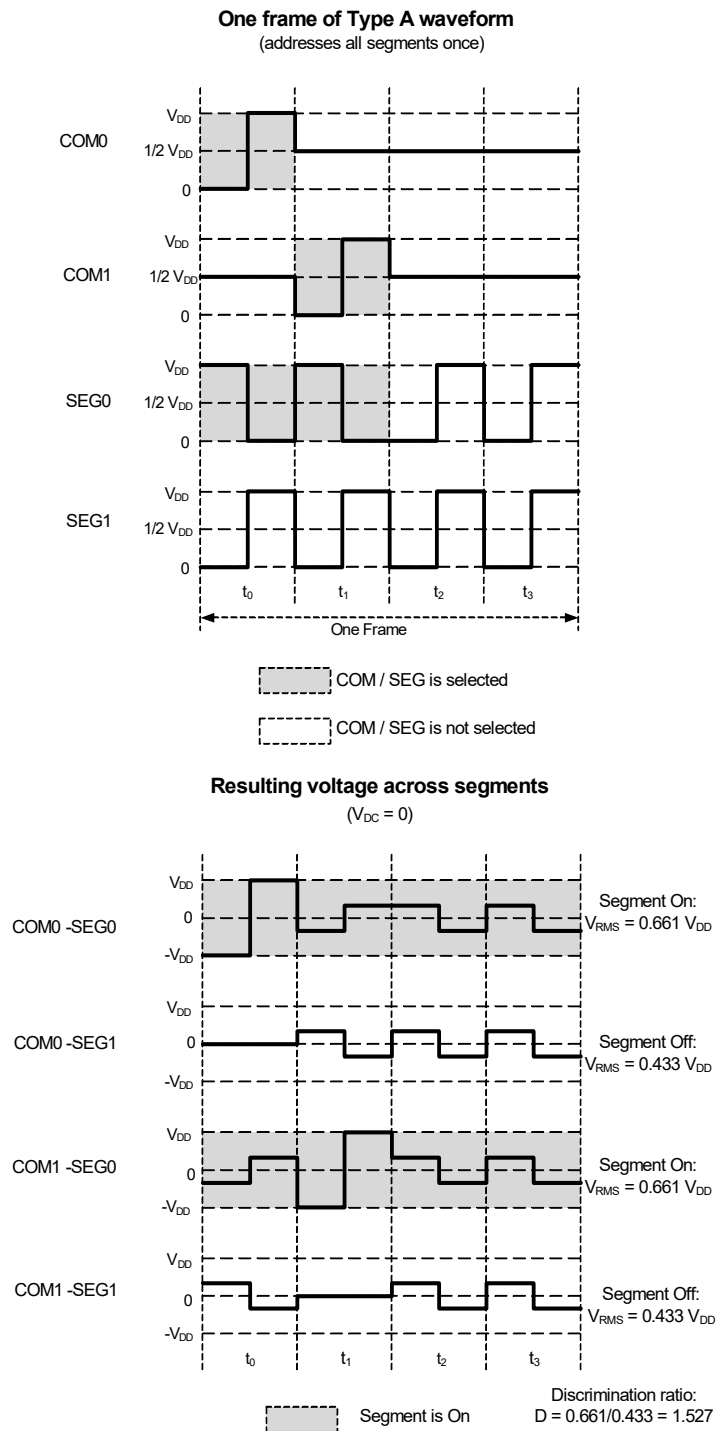 One frame of Type A waveform
(addresses all segments once)
COM0
VDD
1/2 VDD
0
COM1
VDD
1/2 VDD
0
SEG0
VDD
1/2 VDD
0
SEG1
VDD
1/2 VDD
0
t0 t1 t2 t3
One Frame
COM / SEG is selected
COM / SEG is not selected
Resulting voltage across segments
(VDC = 0)
COM0 -SEG0
VDD
0
-VDD
Segment On:
VRMS = 0.661 VDD
COM0 -SEG1
VDD
0
-VDD
Segment Off:
VRMS = 0.433 VDD
COM1 -SEG0
VDD
0
-VDD
Segment On:
VRMS = 0.661 VDD
COM1 -SEG1
VDD
0
-VDD
Segment Off:
VRMS = 0.433 VDD
t0 t1 t2 t3
Segment is On
Discrimination ratio:
D = 0.661/0.433 = 1.527